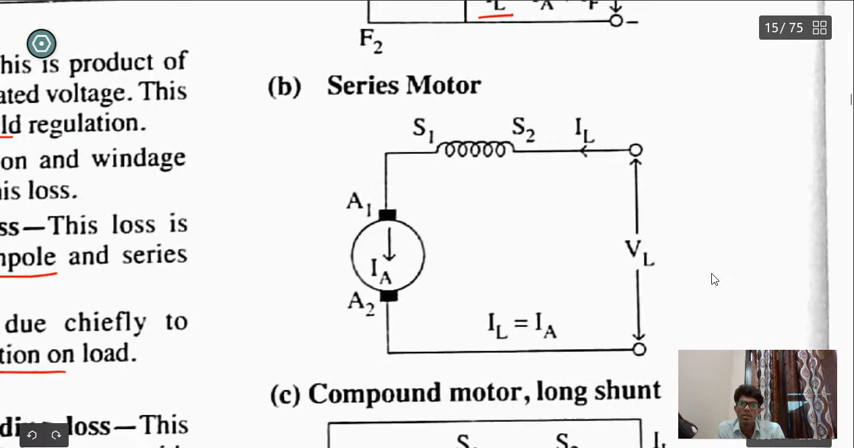 F2
15/75
his is product of
ated voltage. This
ld regulation.
on and windage
is loss.
ss—This loss is
pole and series
due chiefly to
tion on load.
loss—This
(b) Series Motor
S1 S2 IL
A1
IA
A2
VL
IL = IA
(c) Compound motor, long shunt